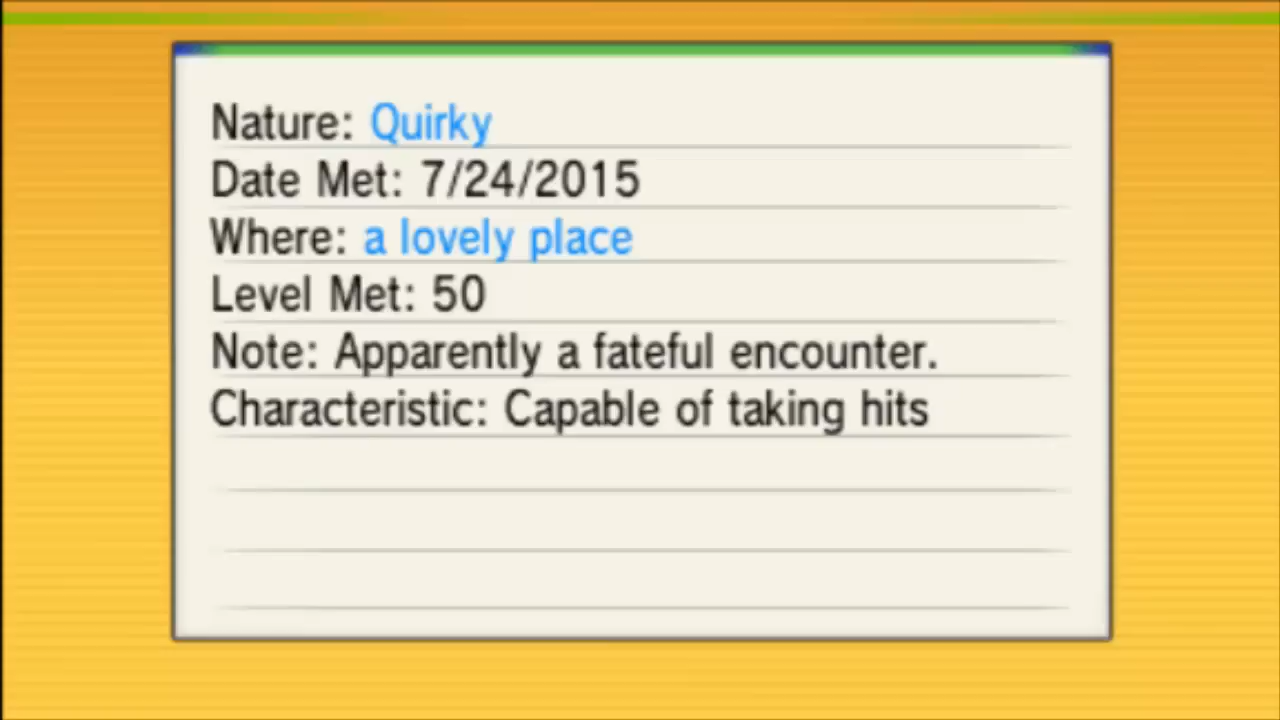 Nature: Quirky
Date Met: 7/24/2015
Where: a lovely place
Level Met: 50
Note: Apparently a fateful encounter.
Characteristic: Capable of taking hits